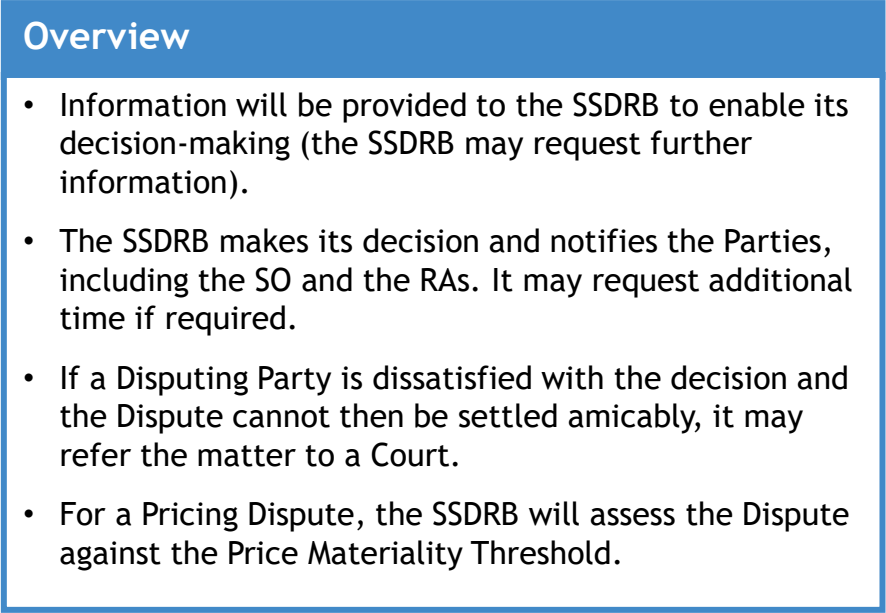 Overview
• Information will be provided to the SSDRB to enable its
decision-making (the SSDRB may request further
information).
• The SSDRB makes its decision and notifies the Parties,
including the SO and the RAs. It may request additional
time if required.
• If a Disputing Party is dissatisfied with the decision and
the Dispute cannot then be settled amicably, it may
refer the matter to a Court.
• For a Pricing Dispute, the SSDRB will assess the Dispute
against the Price Materiality Threshold.